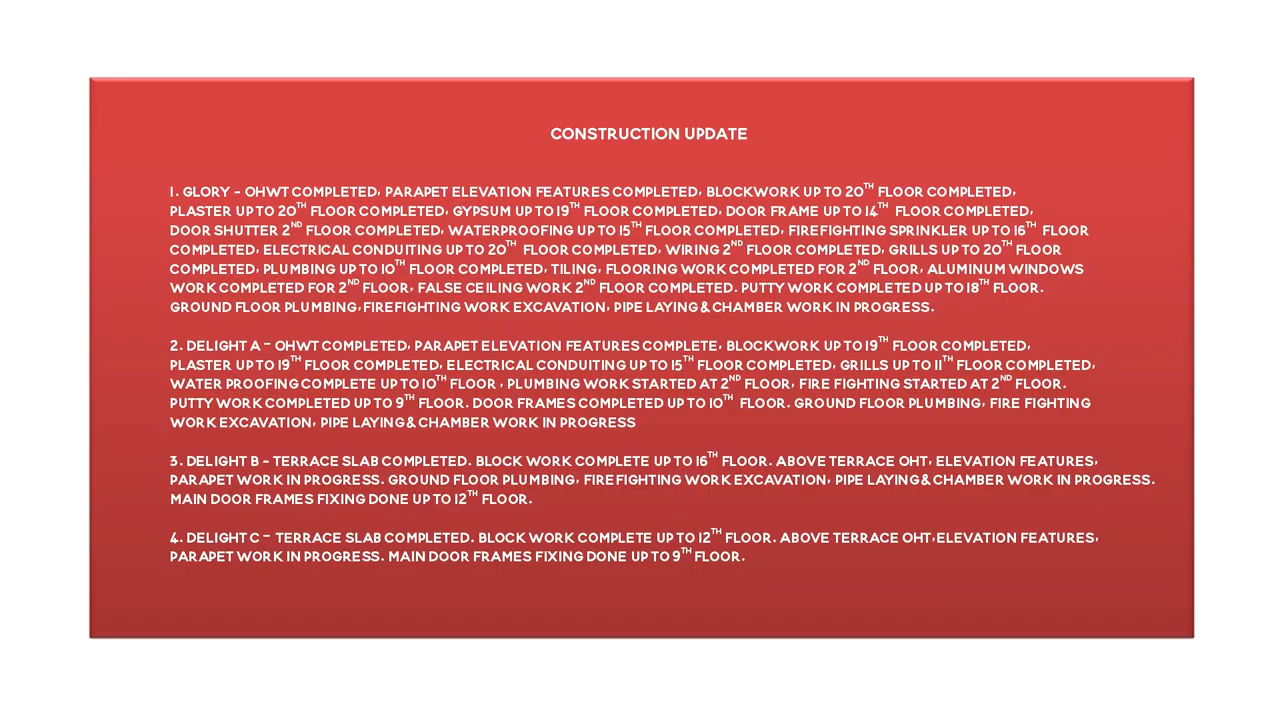 CONSTRUCTION UPDATE
1. GLORY - OHWT COMPLETED, PARAPET ELEVATION FEATURES COMPLETED, BLOCKWORK UP TO 20TH FLOOR COMPLETED,
PLASTER UP TO 20TH FLOOR COMPLETED, GYPSUM UP TO 19TH FLOOR COMPLETED, DOOR FRAME UP TO 14TH FLOOR COMPLETED,
DOOR SHUTTER 2ND FLOOR COMPLETED, WATERPROOFING UP TO 15TH FLOOR COMPLETED, FIREFIGHTING SPRINKLER UP TO 16TH FLOOR
COMPLETED, ELECTRICAL CONDUITING UP TO 20TH FLOOR COMPLETED, WIRING 2ND FLOOR COMPLETED, GRILLS UP TO 20TH FLOOR
COMPLETED, PLUMBING UP TO 10TH FLOOR COMPLETED, TILING, FLOORING WORK COMPLETED FOR 2ND FLOOR, ALUMINUM WINDOWS
WORK COMPLETED FOR 2ND FLOOR, FALSE CEILING WORK 2ND FLOOR COMPLETED. PUTTY WORK COMPLETED UP TO 18TH FLOOR.
GROUND FLOOR PLUMBING,FIREFIGHTING WORK EXCAVATION, PIPE LAYING & CHAMBER WORK IN PROGRESS.
2. DELIGHT A – OHWT COMPLETED, PARAPET ELEVATION FEATURES COMPLETE, BLOCKWORK UP TO 19TH FLOOR COMPLETED,
PLASTER UP TO 19TH FLOOR COMPLETED, ELECTRICAL CONDUITING UP TO 15TH FLOOR COMPLETED, GRILLS UP TO 11TH FLOOR COMPLETED,
WATER PROOFING COMPLETE UP TO 10TH FLOOR , PLUMBING WORK STARTED AT 2ND FLOOR, FIRE FIGHTING STARTED AT 2ND FLOOR.
PUTTY WORK COMPLETED UP TO 9TH FLOOR. DOOR FRAMES COMPLETED UP TO 10TH FLOOR. GROUND FLOOR PLUMBING, FIRE FIGHTING
WORK EXCAVATION, PIPE LAYING & CHAMBER WORK IN PROGRESS
3. DELIGHT B - TERRACE SLAB COMPLETED. BLOCK WORK COMPLETE UP TO 16TH FLOOR. ABOVE TERRACE OHT, ELEVATION FEATURES,
PARAPET WORK IN PROGRESS. GROUND FLOOR PLUMBING, FIREFIGHTING WORK EXCAVATION, PIPE LAYING & CHAMBER WORK IN PROGRESS.
MAIN DOOR FRAMES FIXING DONE UP TO 12TH FLOOR.
4. DELIGHT C – TERRACE SLAB COMPLETED. BLOCK WORK COMPLETE UP TO 12TH FLOOR. ABOVE TERRACE OHT,ELEVATION FEATURES,
PARAPET WORK IN PROGRESS. MAIN DOOR FRAMES FIXING DONE UP TO 9TH FLOOR.